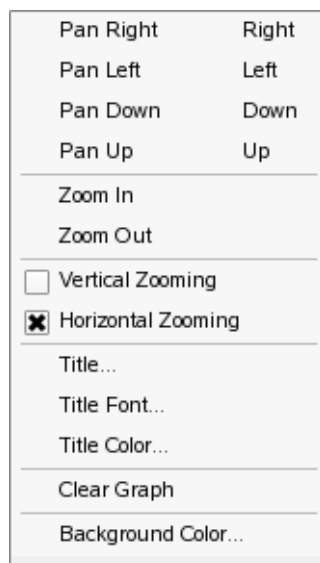 Pan Right Right
Pan Left Left
Pan Down Down
Pan Up Up
Zoom In
Zoom Out
Vertical Zooming
Horizontal Zooming
Title...
Title Font...
Title Color...
Clear Graph
Background Color...